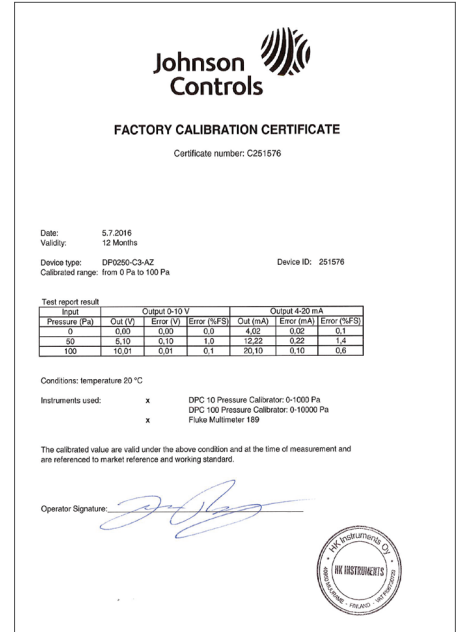 Johnson
Controls
FACTORY CALIBRATION CERTIFICATE
Certificate number: C251576
Date: 5.7.2016
Validity: 12 Months
Device type: DP0250-C3-AZ Device ID: 251576
Calibrated range: from 0 Pa to 100 Pa
Test report result
Input Output 0-10 V Output 4-20 mA
Pressure (Pa) Out (V) Error (V) Error (%FS) Out (mA) Error (mA) Error (%FS)
0 0,00 0,00 0,0 4,02 0,02 0,1
50 5,10 0,10 1,0 12,22 0,22 1,4
100 10,01 0,01 0,1 20,10 0,10 0,6
Conditions: temperature 20 °C
Instruments used: x DPC 10 Pressure Calibrator: 0-1000 Pa
DPC 100 Pressure Calibrator: 0-10000 Pa
x Fluke Multimeter 189
The calibrated value are valid under the above condition and at the time of measurement and
are referenced to market reference and working standard.
Operator Signature:
HK Instruments Oy
HK INSTRUMENTS
MUURAME - FINLAND